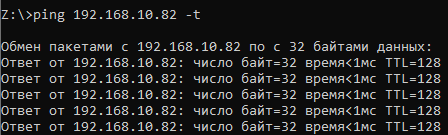 Z:\>ping 192.168.10.82 -t
Обмен пакетами с 192.168.10.82 по с 32 байтами данных:
Ответ от 192.168.10.82: число байт=32 время<1мс TTL=128
Ответ от 192.168.10.82: число байт=32 время<1мс TTL=128
Ответ от 192.168.10.82: число байт=32 время<1мс TTL=128
Ответ от 192.168.10.82: число байт=32 время<1мс TTL=128
Ответ от 192.168.10.82: число байт=32 время<1мс TTL=128